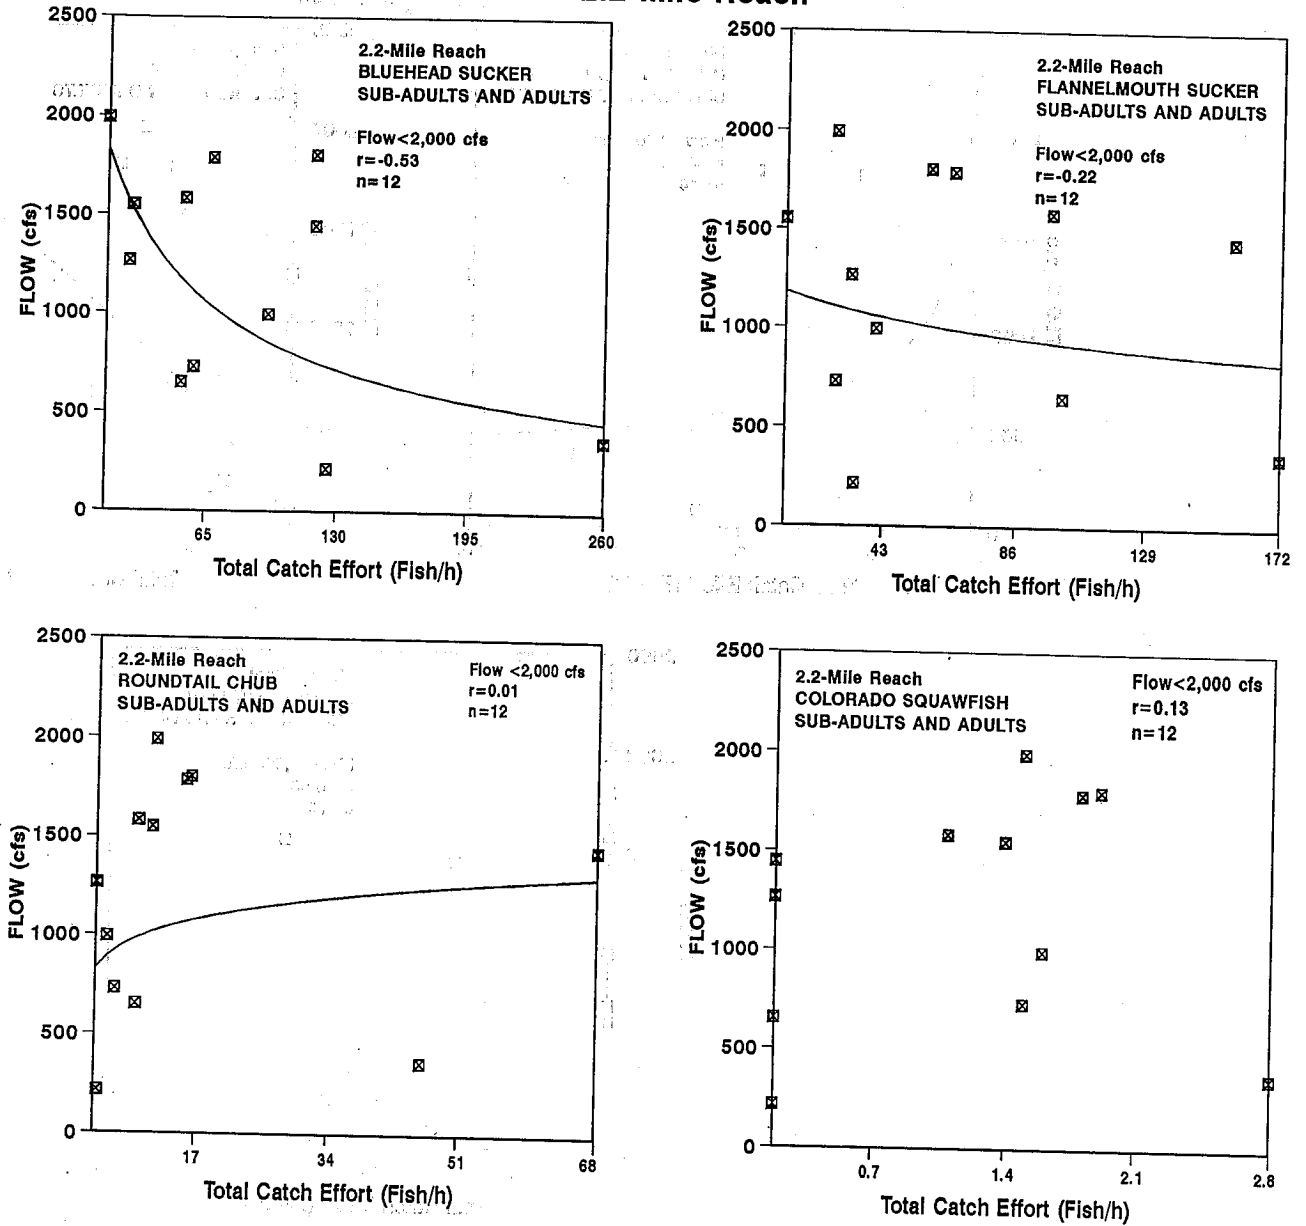 2.2-Mile Reach
2500
2000
1500
1000
500
0
FLOW (cfs)
2.2-Mile Reach
BLUEHEAD SUCKER
SUB-ADULTS AND ADULTS
Flow<2,000 cfs
r=-0.53
n=12
65 130 195 260
Total Catch Effort (Fish/h)
2500
2000
1500
1000
500
0
FLOW (cfs)
2.2-Mile Reach
FLANNELMOUTH SUCKER
SUB-ADULTS AND ADULTS
Flow<2,000 cfs
r=-0.22
n=12
43 86 129 172
Total Catch Effort (Fish/h)
2500
2000
1500
1000
500
0
FLOW (cfs)
2.2-Mile Reach
ROUNDTAIL CHUB
SUB-ADULTS AND ADULTS
Flow <2,000 cfs
r=0.01
n=12
17 34 51 68
Total Catch Effort (Fish/h)
2500
2000
1500
1000
500
0
FLOW (cfs)
2.2-Mile Reach
COLORADO SQUAWFISH
SUB-ADULTS AND ADULTS
Flow<2,000 cfs
r=0.13
n=12
0.7 1.4 2.1 2.8
Total Catch Effort (Fish/h)